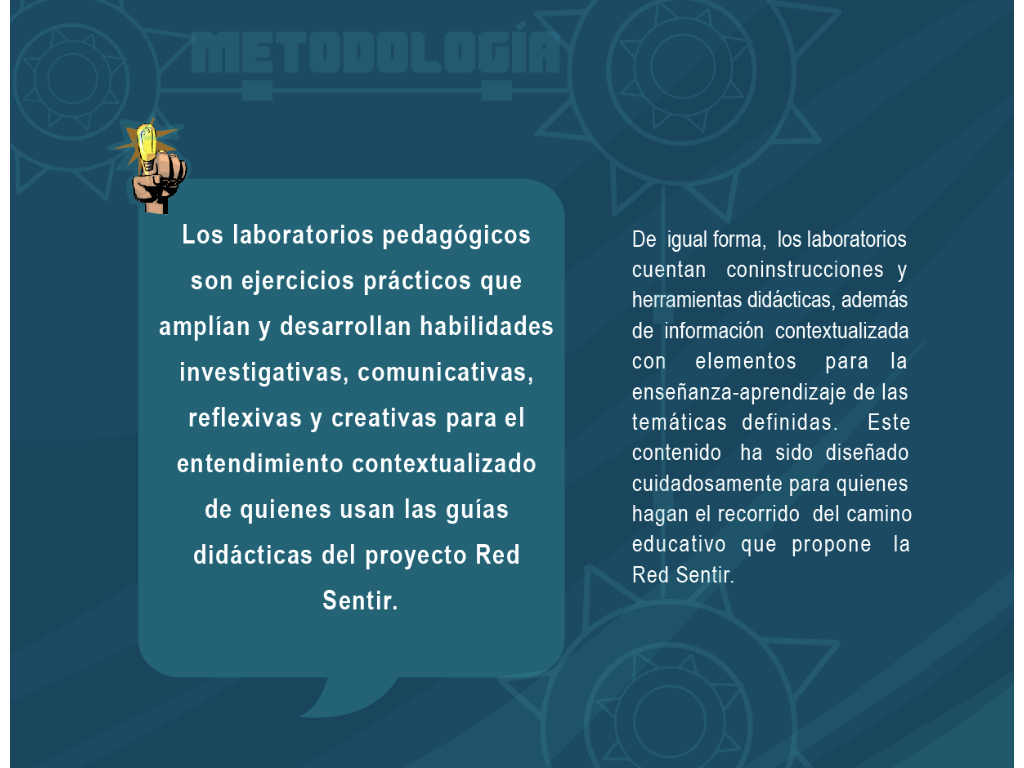 METODOLOGÍA
Los laboratorios pedagógicos
son ejercicios prácticos que
amplían y desarrollan habilidades
investigativas, comunicativas,
reflexivas y creativas para el
entendimiento contextualizado
de quienes usan las guías
didácticas del proyecto Red
Sentir.
De igual forma, los laboratorios
cuentan coninstrucciones y
herramientas didácticas, además
de información contextualizada
con elementos para la
enseñanza-aprendizaje de las
temáticas definidas. Este
contenido ha sido diseñado
cuidadosamente para quienes
hagan el recorrido del camino
educativo que propone la
Red Sentir.